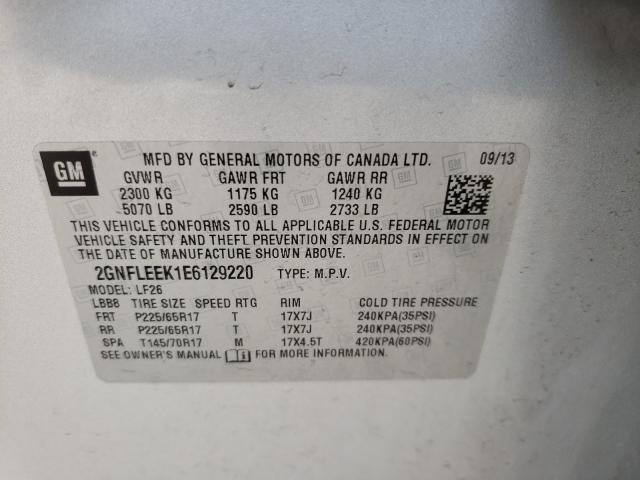 GM
MFD BY GENERAL MOTORS OF CANADA LTD. 09/13
GVWR GAWR FRT GAWR RR
2300 KG 1175 KG 1240 KG
5070 LB 2590 LB 2733 LB
THIS VEHICLE CONFORMS TO ALL APPLICABLE U.S. FEDERAL MOTOR
VEHICLE SAFETY AND THEFT PREVENTION STANDARDS IN EFFECT ON
THE DATE OF MANUFACTURE SHOWN ABOVE.
2GNFLEEK1E6129220 TYPE: M.P.V.
MODEL: LF26
LBB8 TIRE SIZE SPEED RTG RIM COLD TIRE PRESSURE
FRT P225/65R17 T 17X7J 240KPA(35PSI)
RR P225/65R17 T 17X7J 240KPA(35PSI)
SPA T145/70R17 M 17X4.5T 420KPA(60PSI)
SEE OWNER'S MANUAL FOR MORE INFORMATION.